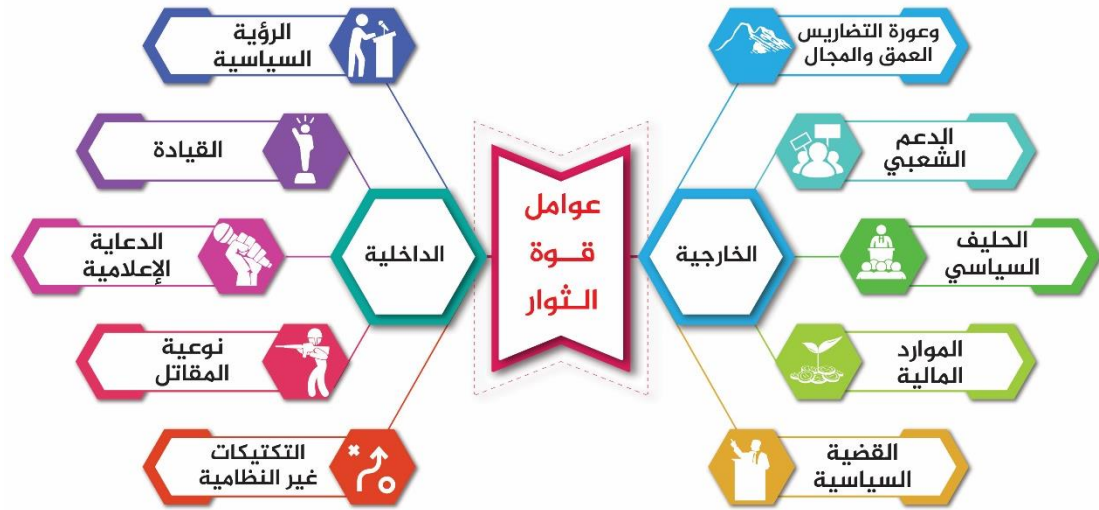 عوامل
قــوة
الـثوار
الخارجية
وعورة التضاريس
العمق والمجال
الدعم
الشعبي
الحليف
السياسي
الموارد
المالية
القضية
السياسية
الداخلية
الرؤية
السياسية
القيادة
الدعاية
الإعلامية
نوعية
المقاتل
التكتيكات
غير النظامية